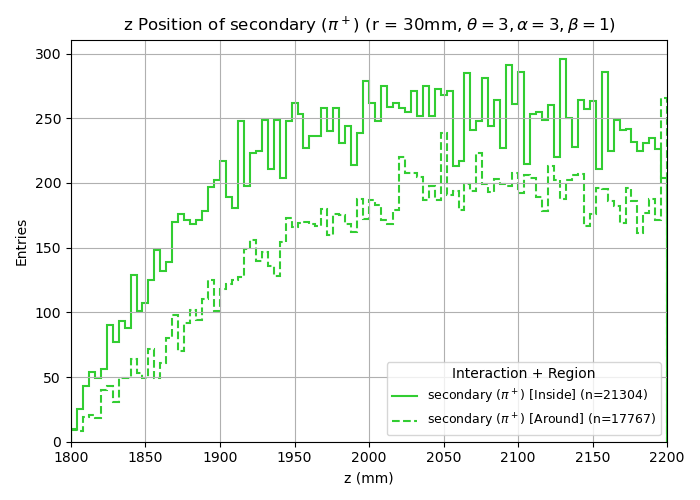 z Position of secondary (π⁺) (r = 30mm, θ = 3, α = 3, β = 1)
Entries
300
250
200
150
100
50
0
1800 1850 1900 1950 2000 2050 2100 2150 2200
z (mm)
Interaction + Region
secondary (π⁺) [Inside] (n=21304)
secondary (π⁺) [Around] (n=17767)